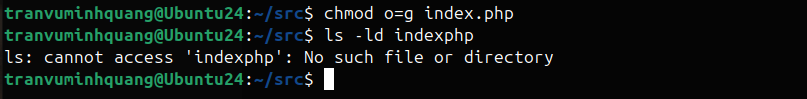 tranvuminhquang@Ubuntu24:~/src$ chmod o=g index.php
tranvuminhquang@Ubuntu24:~/src$ ls -ld indexphp
ls: cannot access 'indexphp': No such file or directory
tranvuminhquang@Ubuntu24:~/src$